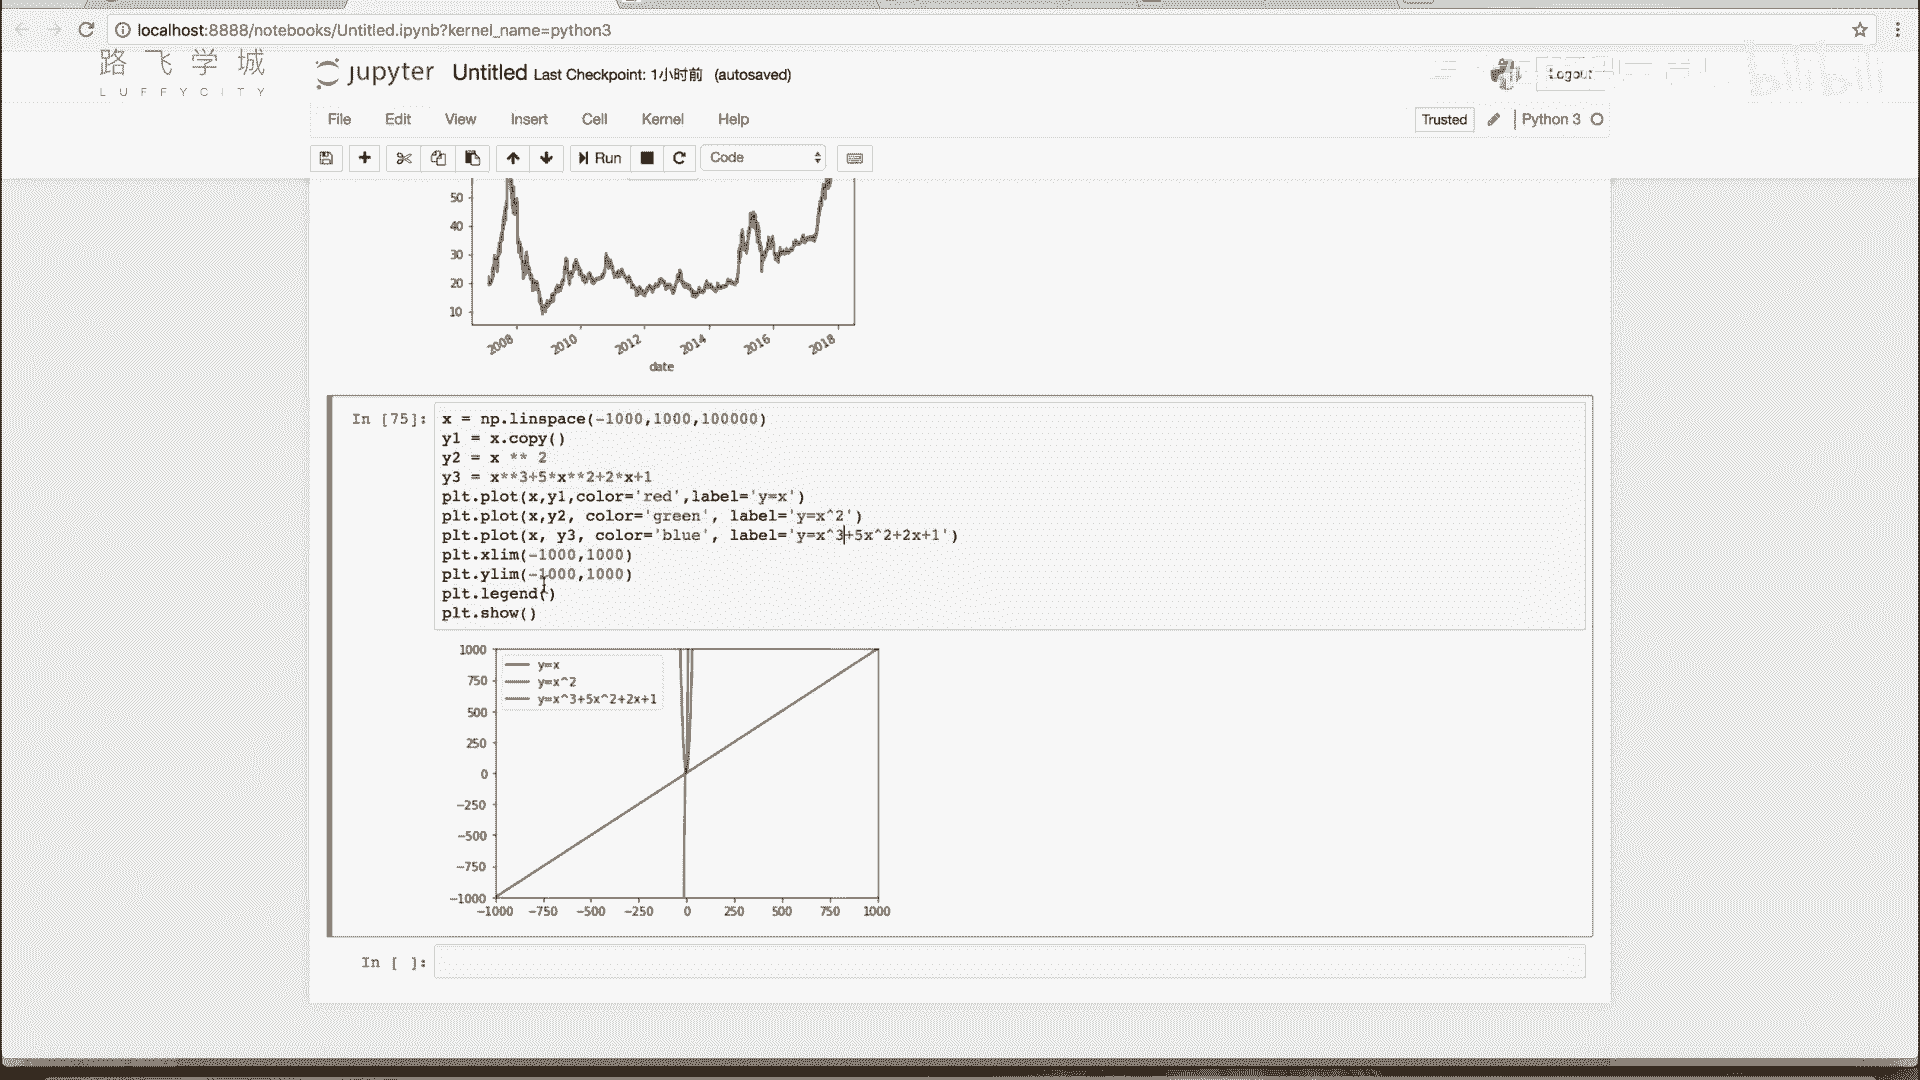 localhost:8888/notebooks/Untitled.ipynb?kernel_name=python3
路飞学城
LUFFYCITY
jupyter Untitled Last Checkpoint: 1小时前 (autosaved)
Logout
bilibili
File Edit View Insert Cell Kernel Help
Trusted Python 3
Run Code
50
40
30
20
10
2008 2010 2012 2014 2016 2018
date
In [75]:
x = np.linspace(-1000,1000,100000)
y1 = x.copy()
y2 = x ** 2
y3 = x**3+5*x**2+2*x+1
plt.plot(x,y1,color='red',label='y=x')
plt.plot(x,y2, color='green', label='y=x^2')
plt.plot(x, y3, color='blue', label='y=x^3+5x^2+2x+1')
plt.xlim(-1000,1000)
plt.ylim(-1000,1000)
plt.legend()
plt.show()
y=x
y=x^2
y=x^3+5x^2+2x+1
1000
750
500
250
0
−250
−500
−750
−1000
−1000 −750 −500 −250 0 250 500 750 1000
In [ ]: